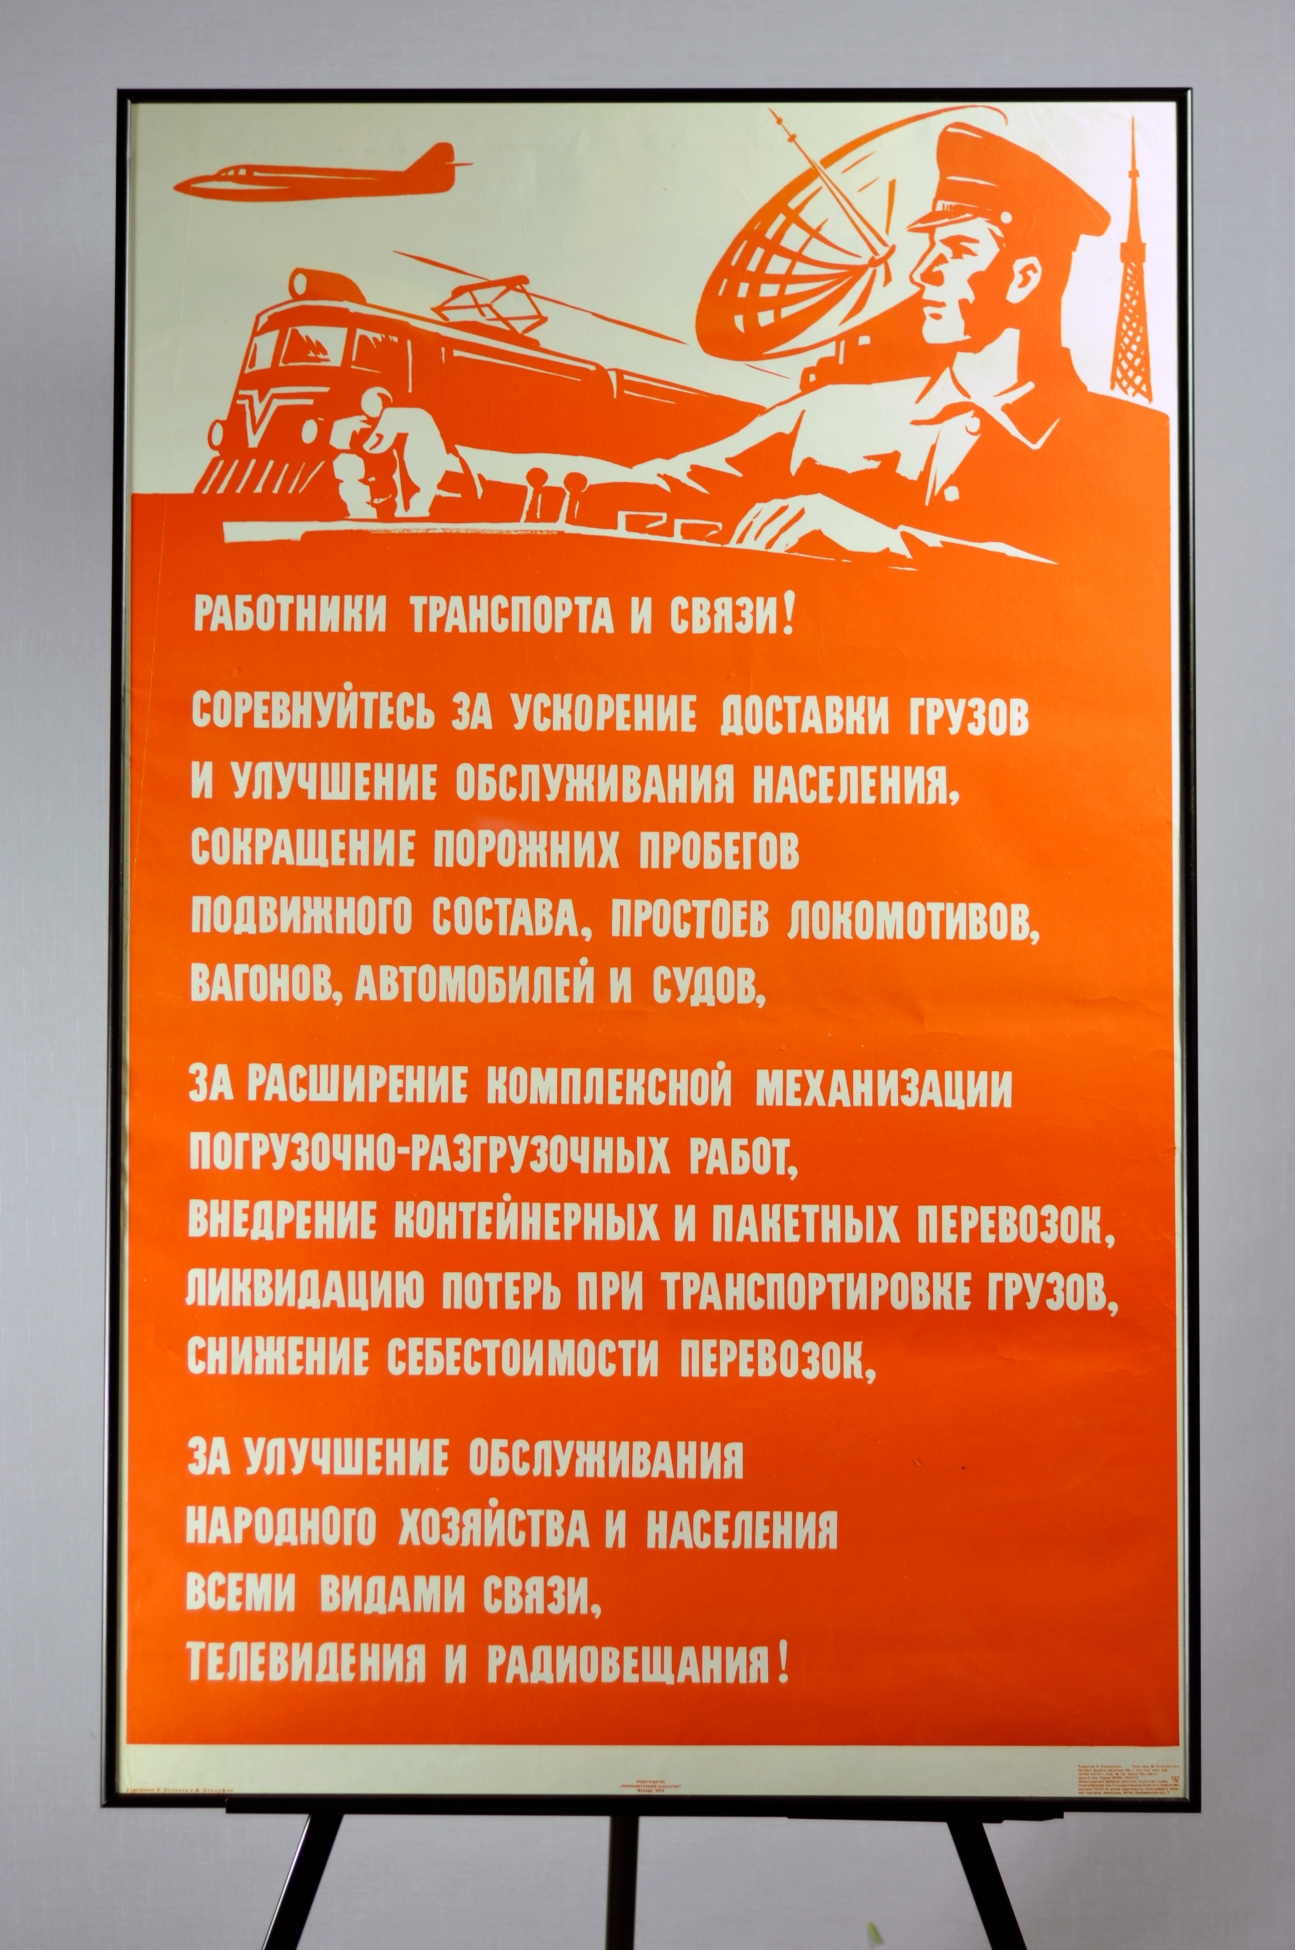 РАБОТНИКИ ТРАНСПОРТА И СВЯЗИ!
СОРЕВНУЙТЕСЬ ЗА УСКОРЕНИЕ ДОСТАВКИ ГРУЗОВ
И УЛУЧШЕНИЕ ОБСЛУЖИВАНИЯ НАСЕЛЕНИЯ,
СОКРАЩЕНИЕ ПОРОЖНИХ ПРОБЕГОВ
ПОДВИЖНОГО СОСТАВА, ПРОСТОЕВ ЛОКОМОТИВОВ,
ВАГОНОВ, АВТОМОБИЛЕЙ И СУДОВ,
ЗА РАСШИРЕНИЕ КОМПЛЕКСНОЙ МЕХАНИЗАЦИИ
ПОГРУЗОЧНО-РАЗГРУЗОЧНЫХ РАБОТ,
ВНЕДРЕНИЕ КОНТЕЙНЕРНЫХ И ПАКЕТНЫХ ПЕРЕВОЗОК,
ЛИКВИДАЦИЮ ПОТЕРЬ ПРИ ТРАНСПОРТИРОВКЕ ГРУЗОВ,
СНИЖЕНИЕ СЕБЕСТОИМОСТИ ПЕРЕВОЗОК,
ЗА УЛУЧШЕНИЕ ОБСЛУЖИВАНИЯ
НАРОДНОГО ХОЗЯЙСТВА И НАСЕЛЕНИЯ
ВСЕМИ ВИДАМИ СВЯЗИ,
ТЕЛЕВИДЕНИЯ И РАДИОВЕЩАНИЯ!